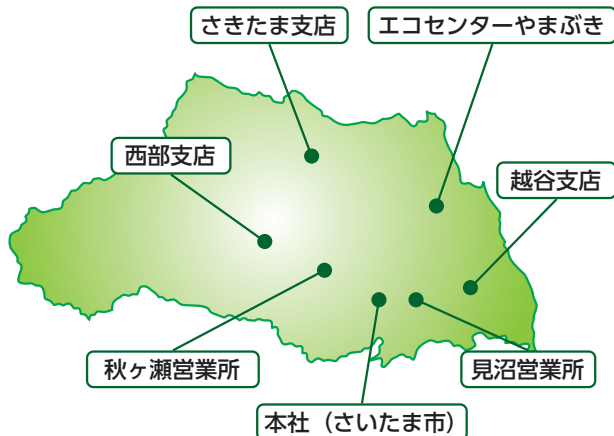 さきたま支店
エコセンターやまぶき
西部支店
越谷支店
秋ヶ瀬営業所
見沼営業所
本社（さいたま市）